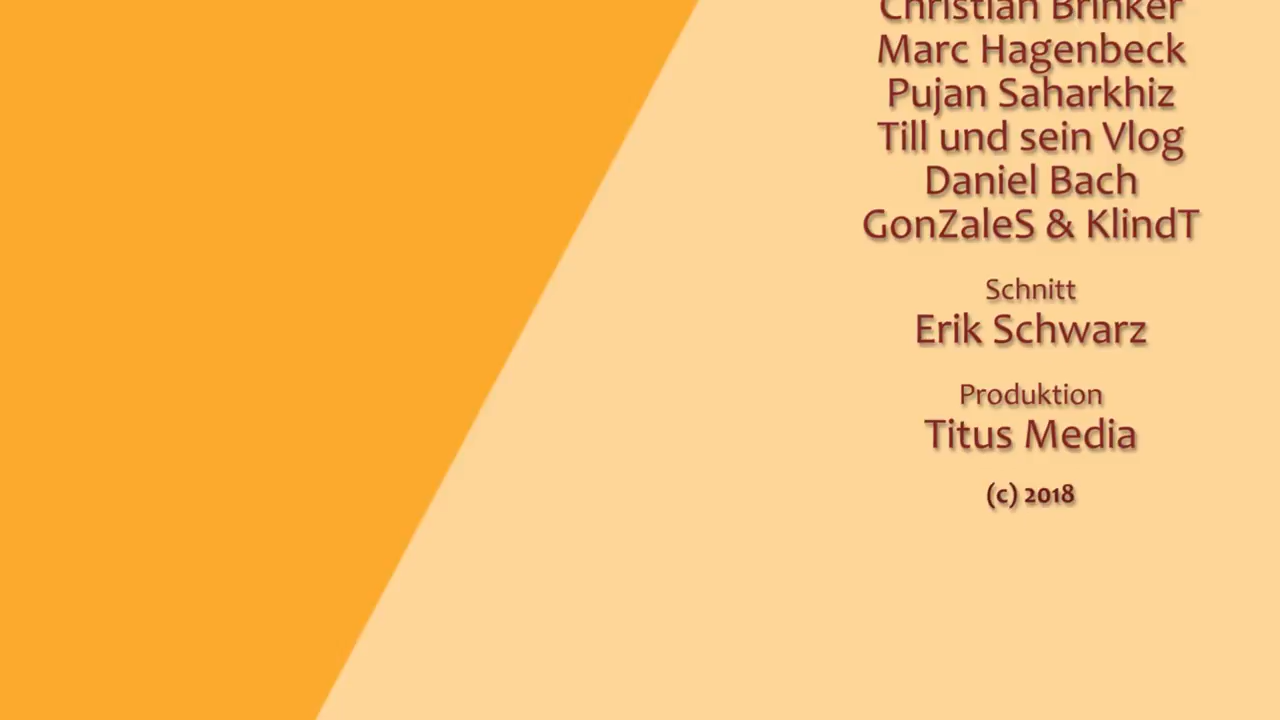 Christian Brinker
Marc Hagenbeck
Pujan Saharkhiz
Till und sein Vlog
Daniel Bach
GonZaleS & KlindT
Schnitt
Erik Schwarz
Produktion
Titus Media
(c) 2018